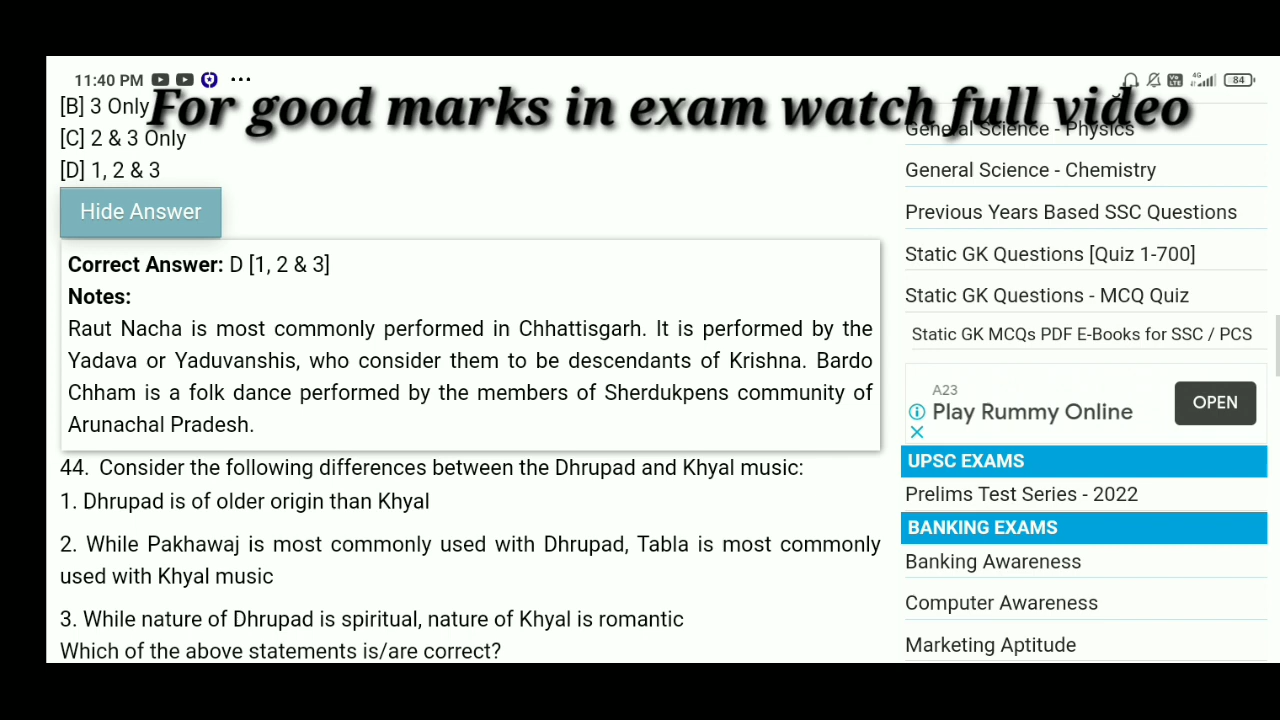 11:40 PM
84
For good marks in exam watch full video
[B] 3 Only
[C] 2 & 3 Only
[D] 1, 2 & 3
Hide Answer
Correct Answer: D [1, 2 & 3]
Notes:
Raut Nacha is most commonly performed in Chhattisgarh. It is performed by the
Yadava or Yaduvanshis, who consider them to be descendants of Krishna. Bardo
Chham is a folk dance performed by the members of Sherdukpens community of
Arunachal Pradesh.
44. Consider the following differences between the Dhrupad and Khyal music:
1. Dhrupad is of older origin than Khyal
2. While Pakhawaj is most commonly used with Dhrupad, Tabla is most commonly
used with Khyal music
3. While nature of Dhrupad is spiritual, nature of Khyal is romantic
Which of the above statements is/are correct?
General Science - Physics
General Science - Chemistry
Previous Years Based SSC Questions
Static GK Questions [Quiz 1-700]
Static GK Questions - MCQ Quiz
Static GK MCQs PDF E-Books for SSC / PCS
A23
Play Rummy Online
OPEN
UPSC EXAMS
Prelims Test Series - 2022
BANKING EXAMS
Banking Awareness
Computer Awareness
Marketing Aptitude